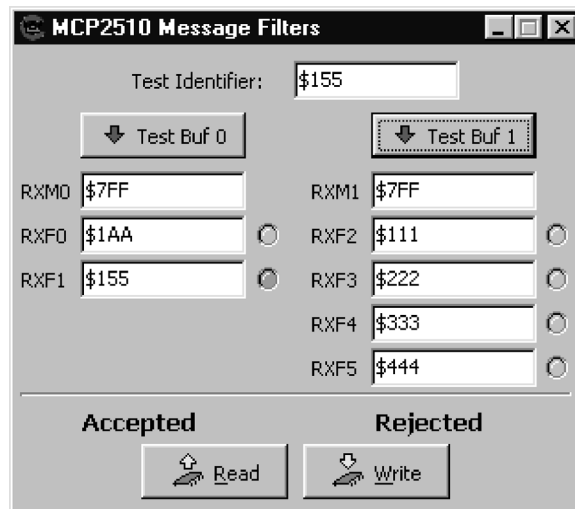 MCP2510 Message Filters
Test Identifier: $155
Test Buf 0 Test Buf 1
RXM0 $7FF RXM1 $7FF
RXF0 $1AA RXF2 $111
RXF1 $155 RXF3 $222
RXF4 $333
RXF5 $444
Accepted Rejected
Read Write